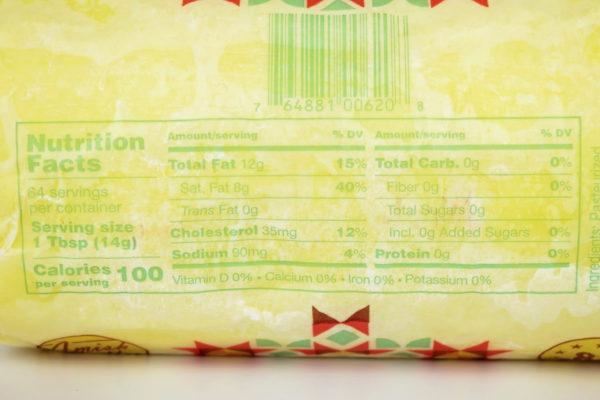 7 64881 00620 8
Nutrition
Facts
64 servings
per container
Serving size
1 Tbsp (14g)
Calories 100
per serving
Amount/serving % DV
Total Fat 12g 15%
Sat. Fat 8g 40%
Trans Fat 0g
Cholesterol 35mg 12%
Sodium 90mg 4%
Amount/serving % DV
Total Carb. 0g 0%
Fiber 0g 0%
Total Sugars 0g
Incl. 0g Added Sugars 0%
Protein 0g 0%
Vitamin D 0% • Calcium 0% • Iron 0% • Potassium 0%
Ingredients: Pasteurized
Amish